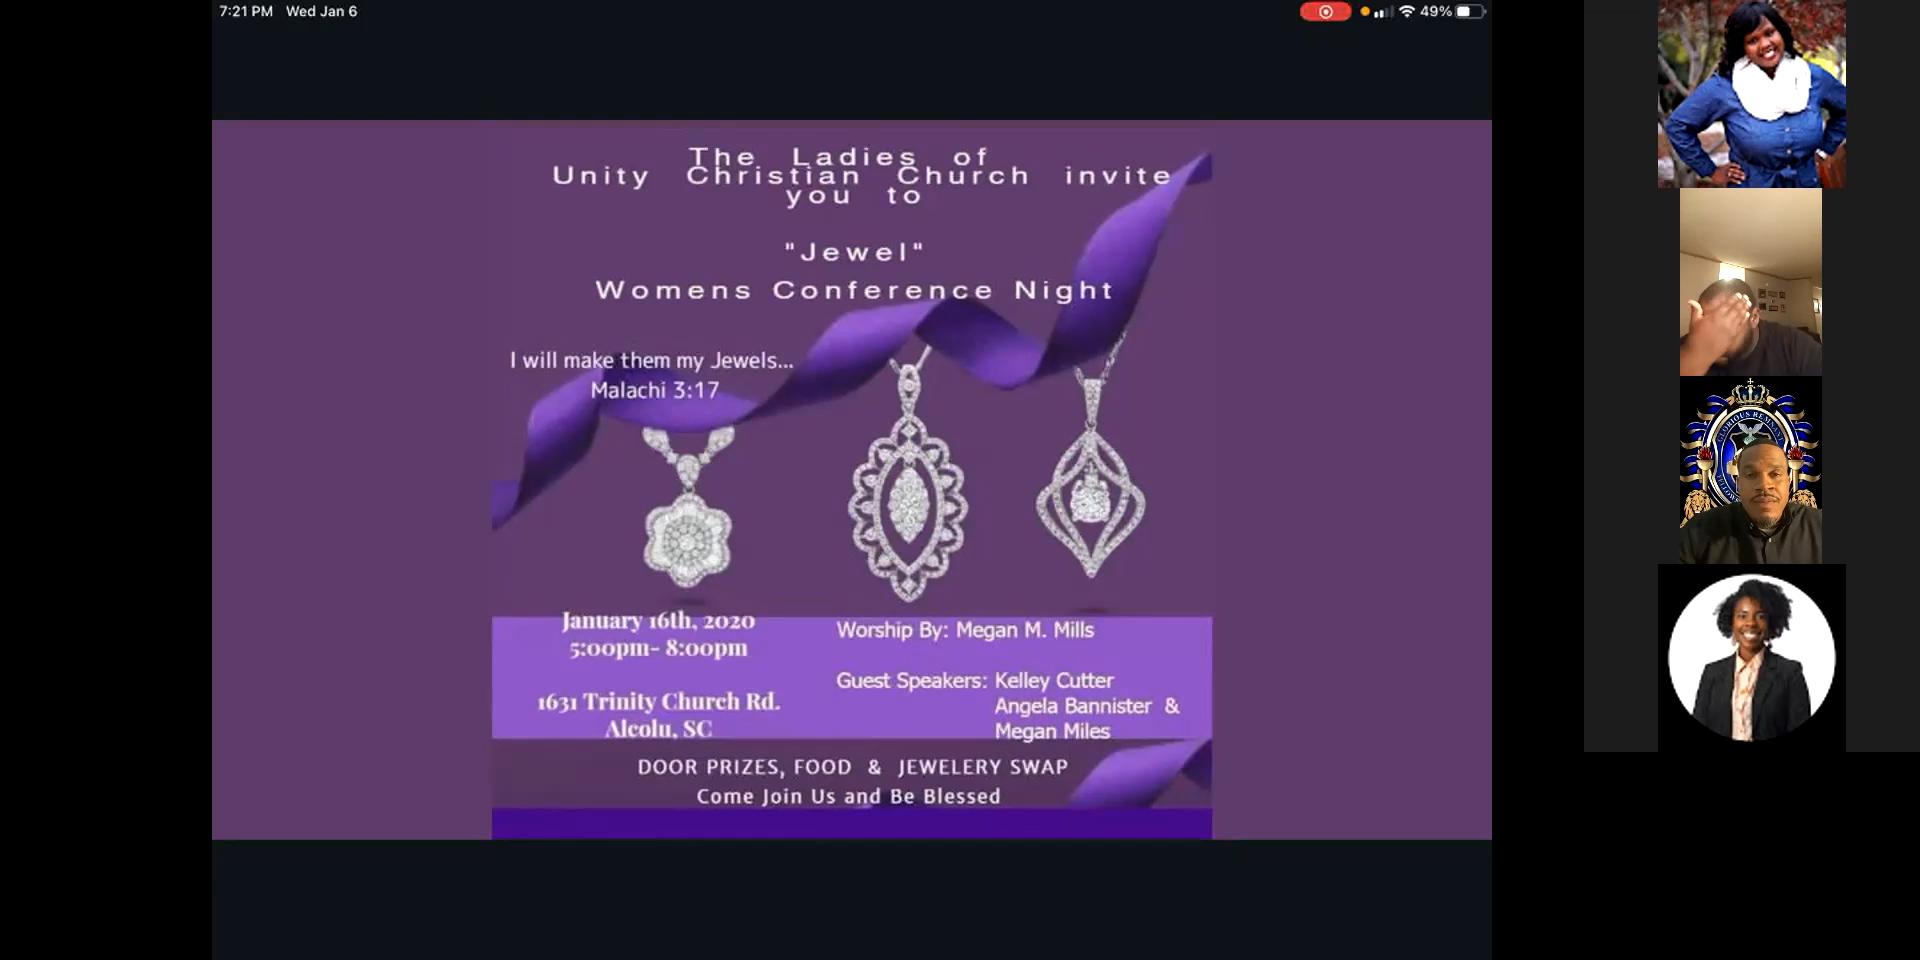 7:21 PM Wed Jan 6
49%
The Ladies of
Unity Christian Church invite
you to
"Jewel"
Womens Conference Night
I will make them my Jewels...
Malachi 3:17
January 16th, 2020
5:00pm- 8:00pm
1631 Trinity Church Rd.
Alcolu, SC
Worship By: Megan M. Mills
Guest Speakers: Kelley Cutter
Angela Bannister &
Megan Miles
DOOR PRIZES, FOOD & JEWELERY SWAP
Come Join Us and Be Blessed
GLORIOUS REMNANT